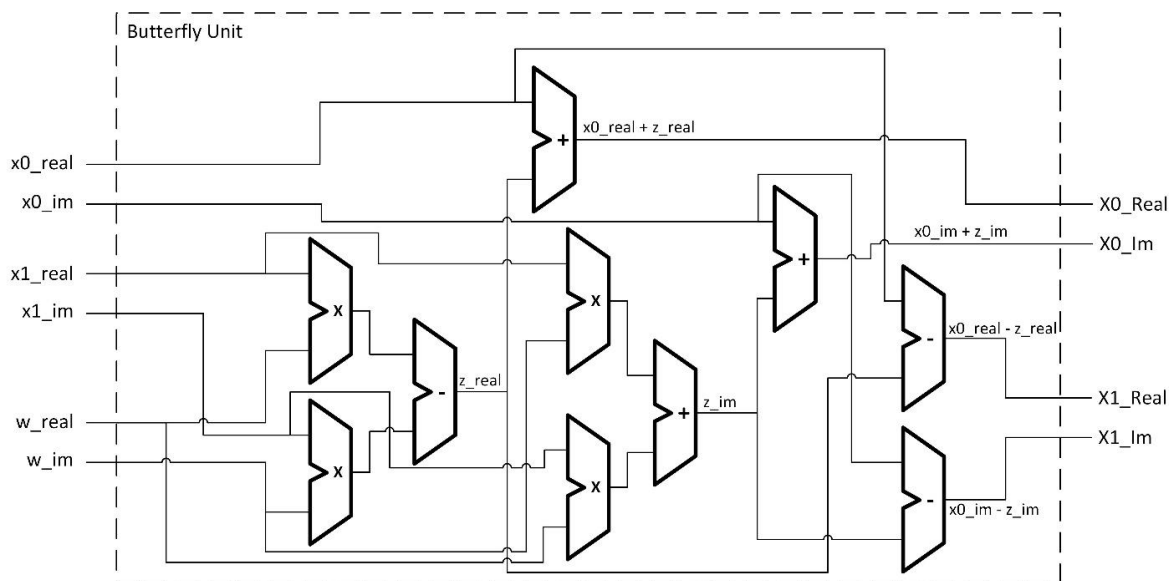 Butterfly Unit
x0_real + z_real
+
x0_real
x0_im
X0_Real
x0_im + z_im
X0_Im
+
x1_real
x
x1_im
x
x0_real - z_real
-
z_real
-
z_im
+
X1_Real
w_real
X1_Im
w_im
x
x
-
x0_im - z_im